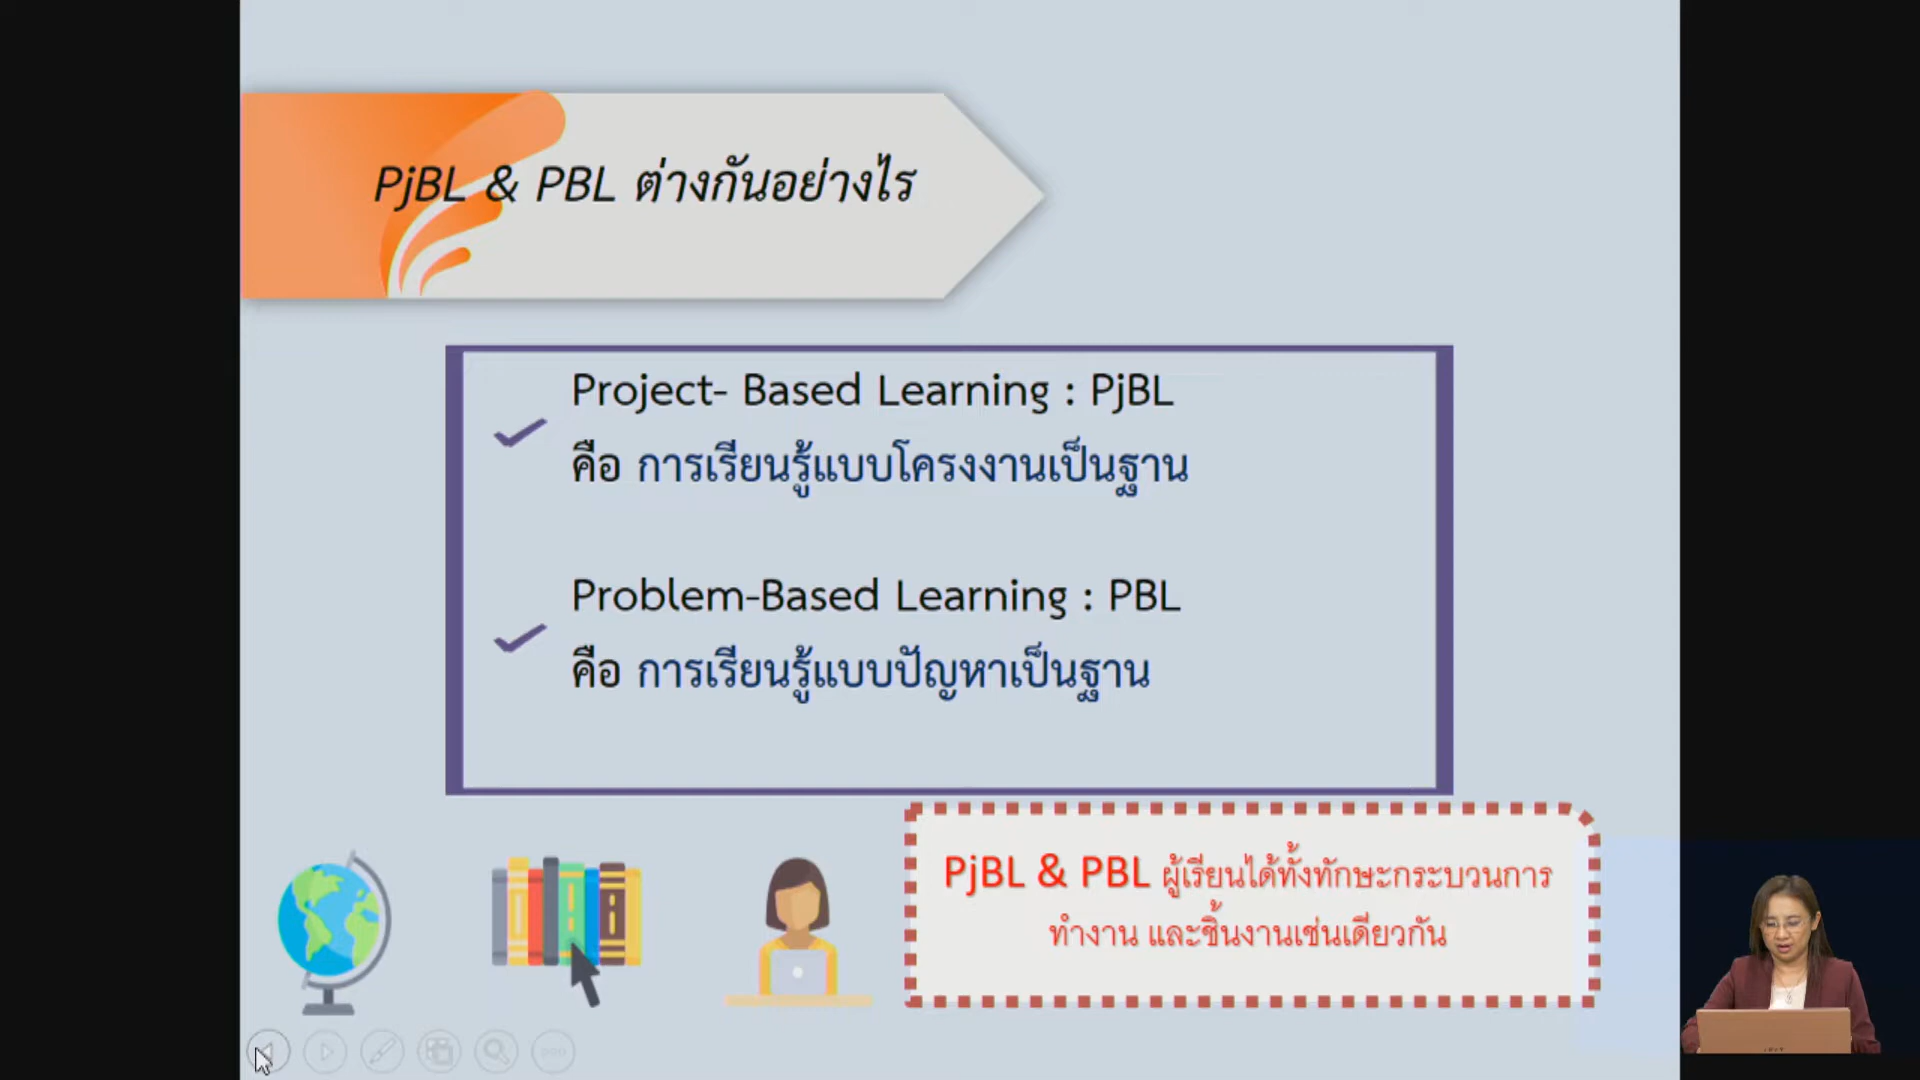 PjBL & PBL ต่างกันอย่างไร
Project- Based Learning : PjBL
คือ การเรียนรู้แบบโครงงานเป็นฐาน
Problem-Based Learning : PBL
คือ การเรียนรู้แบบปัญหาเป็นฐาน
PjBL & PBL ผู้เรียนได้ทั้งทักษะกระบวนการ
ทำงาน และชิ้นงานเช่นเดียวกัน